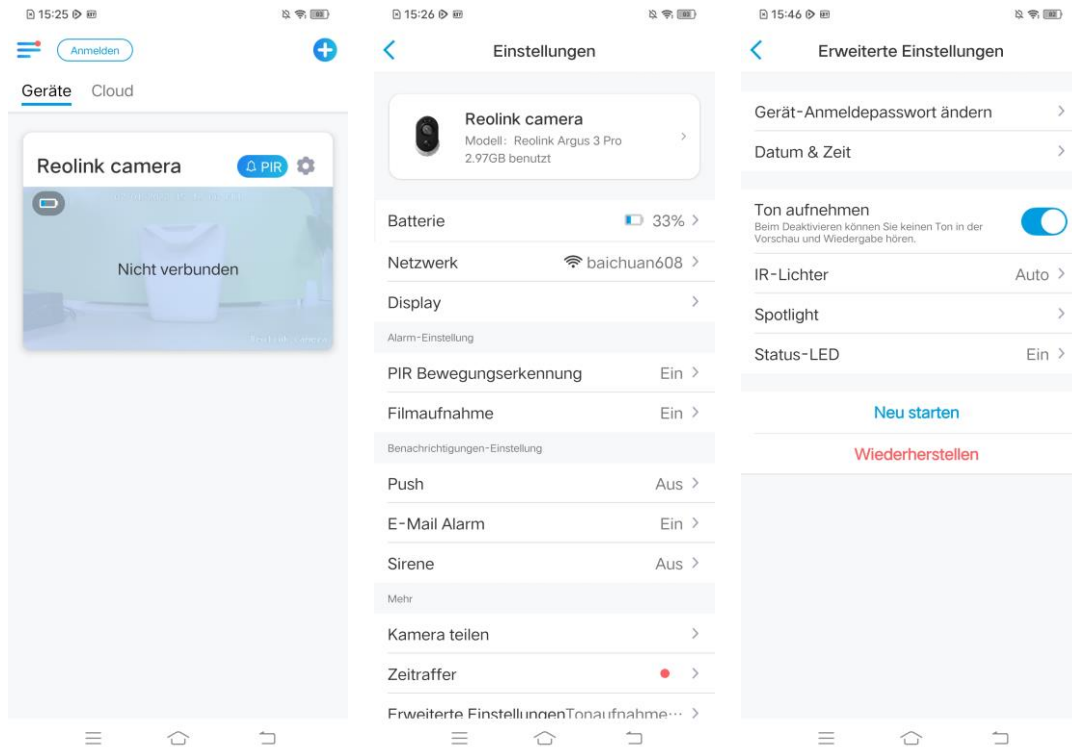 15:25
Anmelden
Geräte Cloud
Reolink camera PIR
Nicht verbunden
Reolink camera
15:26
Einstellungen
Reolink camera
Modell: Reolink Argus 3 Pro
2.97GB benutzt
Batterie 33%
Netzwerk baichuan608
Display
Alarm-Einstellung
PIR Bewegungserkennung Ein
Filmaufnahme Ein
Benachrichtigungen-Einstellung
Push Aus
E-Mail Alarm Ein
Sirene Aus
Mehr
Kamera teilen
Zeitraffer
Erweiterte EinstellungenTonaufnahme...
15:46
Erweiterte Einstellungen
Gerät-Anmeldepasswort ändern
Datum & Zeit
Ton aufnehmen
Beim Deaktivieren können Sie keinen Ton in der
Vorschau und Wiedergabe hören.
IR-Lichter Auto
Spotlight
Status-LED Ein
Neu starten
Wiederherstellen